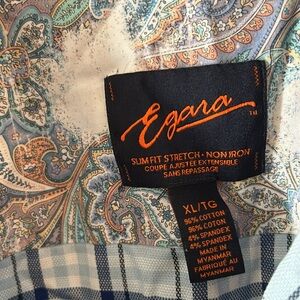 Egara
TM
SLIM FIT STRETCH • NON IRON
COUPE AJUSTÉE EXTENSIBLE
SANS REPASSAGE
XL/TG
96% COTTON
96% COTON
4% SPANDEX
4% SPANDEX
MADE IN
MYANMAR
FABRIQUÉ AU
MYANMAR